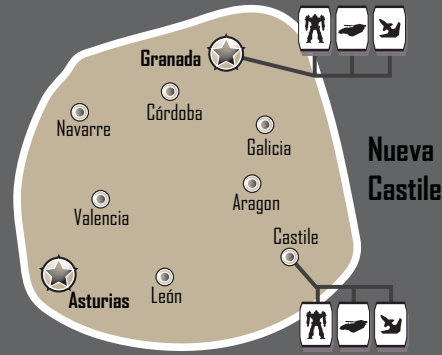 Granada
Córdoba
Navarre
Galicia
Nueva
Castile
Aragon
Valencia
Castile
Asturias
León